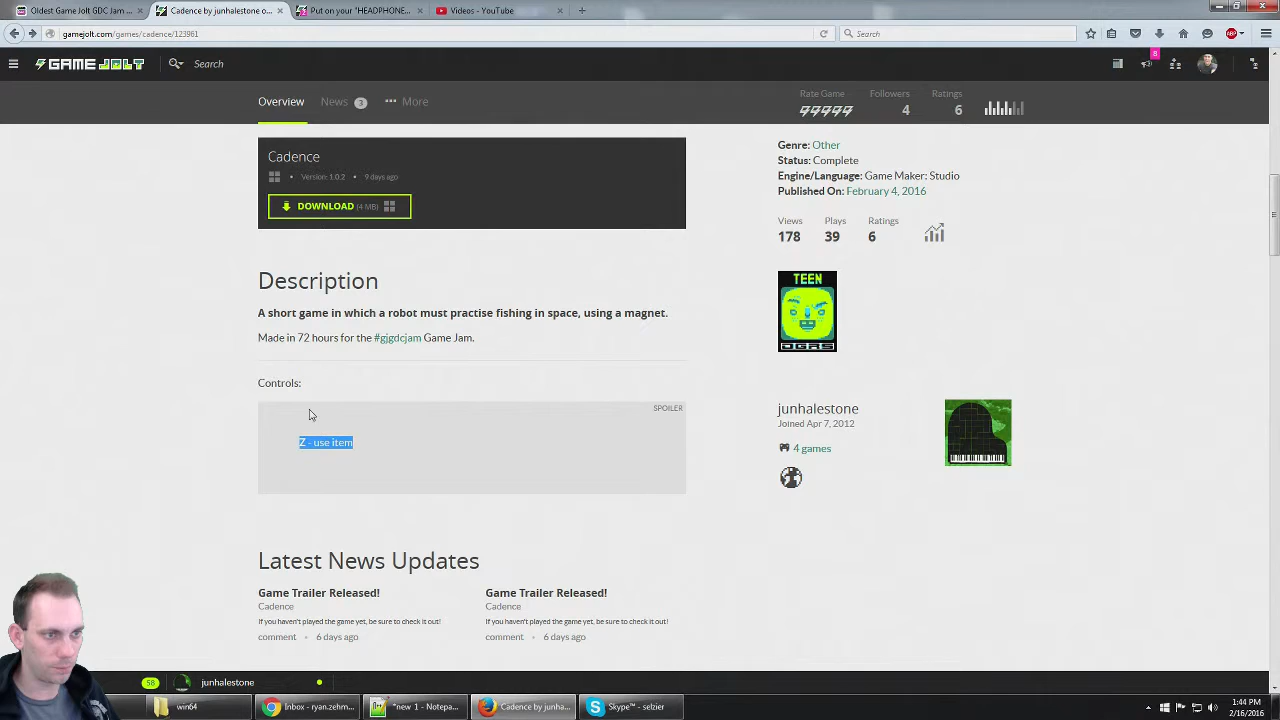 Oldest Game Jolt GDC Jam ...
Cadence by junhalestone o...
Put on your "HEADPHONE...
Videos - YouTube
gamejolt.com/games/cadence/123961
Search
GAME JOLT
Search
8
Overview
News 3
More
Rate Game
Followers
4
Ratings
6
Cadence
Version: 1.0.2 • 9 days ago
DOWNLOAD (4 MB)
Genre: Other
Status: Complete
Engine/Language: Game Maker: Studio
Published On: February 4, 2016
Views
178
Plays
39
Ratings
6
TEEN
Description
A short game in which a robot must practise fishing in space, using a magnet.
Made in 72 hours for the #gjgdcjam Game Jam.
Controls:
SPOILER
Z - use item
junhalestone
Joined Apr 7, 2012
4 games
Latest News Updates
Game Trailer Released!
Cadence
If you haven't played the game yet, be sure to check it out!
comment • 6 days ago
Game Trailer Released!
Cadence
If you haven't played the game yet, be sure to check it out!
comment • 6 days ago
58
junhalestone
win64
Inbox - ryan.zehm...
*new 1 - Notepa...
Cadence by junha...
Skype™ - selzier
1:44 PM
2/16/2016